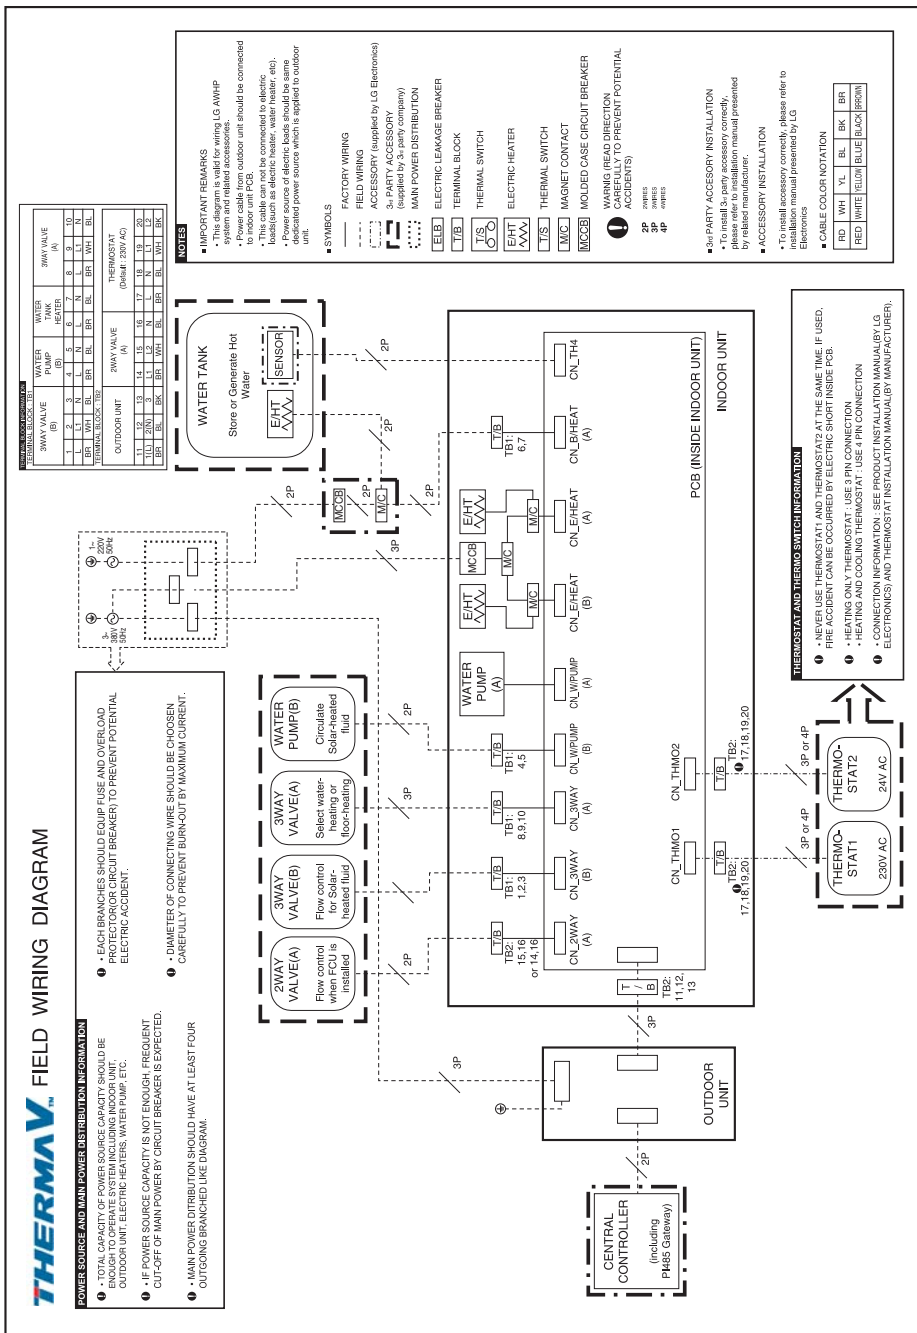 THERMAV™ FIELD WIRING DIAGRAM
POWER SOURCE AND MAIN POWER DISTRIBUTION INFORMATION
• TOTAL CAPACITY OF POWER SOURCE CAPACITY SHOULD BE
ENOUGH TO OPERATE SYSTEM INCLUDING INDOOR UNIT,
OUTDOOR UNIT, ELECTRIC HEATERS, WATER PUMP, ETC.
• IF POWER SOURCE CAPACITY IS NOT ENOUGH, FREQUENT
CUT-OFF OF MAIN POWER BY CIRCUIT BREAKER IS EXPECTED.
• MAIN POWER DITRIBUTION SHOULD HAVE AT LEAST FOUR
OUTGOING BRANCHED LIKE DIAGRAM.
• EACH BRANCHES SHOULD EQUIP FUSE AND OVERLOAD
PROTECTOR(OR CIRCUIT BREAKER) TO PREVENT POTENTIAL
ELECTRIC ACCIDENT.
• DIAMETER OF CONNECTING WIRE SHOULD BE CHOOSEN
CAREFULLY TO PREVENT BURN-OUT BY MAXIMUM CURRENT.
3~
380V
50Hz
1~
220V
50Hz
TERMINAL BLOCK INFORMATION
TERMINAL BLOCK : TB1
3WAY VALVE
(B)
WATER
PUMP
(B)
WATER
TANK
HEATER
3WAY VALVE
(A)
1 2 3 4 5 6 7 8 9 10
L L1 N L N L N L L1 N
BR WH BL BR BL BR BL BR WH BL
TERMINAL BLOCK : TB2
OUTDOOR UNIT
2WAY VALVE
(A)
THERMOSTAT
(Default : 230V AC)
11 12 13 14 15 16 17 18 19 20
1(L) 2(N) 3 L1 L2 N L N L1 L2
BR BL BK BR WH BL BR BL WH BK
NOTES
■ IMPORTANT REMARKS
• This diagram is valid for wiring LG AWHP
system and related accessories.
• Power cable from outdoor unit should be connected
to indoor unit PCB.
• This cable can not be connected to electric
loads(such as electric heater, water heater, etc).
• Power source of electric loads should be same
dedicated power source which is applied to outdoor
unit.
■ SYMBOLS
FACTORY WIRING
FIELD WIRING
ACCESSORY (supplied by LG Electronics)
3rd PARTY ACCESSORY
(supplied by 3rd party company)
MAIN POWER DISTRIBUTION
ELB ELECTRIC LEAKAGE BREAKER
T/B TERMINAL BLOCK
T/S THERMAL SWITCH
E/HT ELECTRIC HEATER
T/S THERMAL SWITCH
M/C MAGNET CONTACT
MCCB MOLDED CASE CIRCUIT BREAKER
WARNIG (READ DIRECTION
CAREFULLY TO PREVENT POTENTIAL
ACCIDENTS)
2P 2WIRES
3P 3WIRES
4P 4WIRES
■ 3rd PARTY ACCESORY INSTALLATION
• To install 3rd party accessory correctly,
please refer to installation manual presented
by related manufacturer.
■ ACCESSORY INSTALLATION
• To install accessory correctly, please refer to
installation manual presented by LG
Electronics
■ CABLE COLOR NOTATION
RD WH YL BL BK BR
RED WHITE YELLOW BLUE BLACK BROWN
WATER TANK
Store or Generate Hot
Water
E/HT
SENSOR
2P
2P
2P
MCCB
2P
M/C
2P
3P
2WAY
VALVE(A)
Flow control
when FCU is
installed
3WAY
VALVE(B)
Flow control
for Solar-
heated fluid
3WAY
VALVE(A)
Select water-
heating or
floor-heating
WATER
PUMP(B)
Circulate
Solar-heated
fluid
2P
3P
2P
T/B
TB2:
15,16
or 14,16
CN_2WAY
(A)
T/B
TB1:
1,2,3
CN_3WAY
(B)
T/B
TB1:
8,9,10
CN_3WAY
(A)
T/B
TB1:
4,5
CN_W/PUMP
(B)
WATER
PUMP
(A)
CN_W/PUMP
(A)
E/HT
MCCB
E/HT
M/C
M/C
M/C
CN_E/HEAT
(B)
CN_E/HEAT
(A)
T/B
TB1:
6,7
CN_B/HEAT
(A)
CN_TH4
PCB (INSIDE INDOOR UNIT)
INDOOR UNIT
T
/
B
TB2:
11,12,
13
3P
3P
OUTDOOR
UNIT
2P
CENTRAL
CONTROLLER
(including
PI485 Gateway)
CN_THMO1
CN_THMO2
T/B
TB2:
17,18,19,20
T/B
TB2:
17,18,19,20
3P or 4P
3P or 4P
THERMO-
STAT1
230V AC
THERMO-
STAT2
24V AC
THERMOSTAT AND THERMO SWITCH INFORMATION
• NEVER USE THERMOSTAT1 AND THERMOSTAT2 AT THE SAME TIME. IF USED,
FIRE ACCIDENT CAN BE OCCURRED BY ELECTRIC SHORT INSIDE PCB.
• HEATING ONLY THERMOSTAT : USE 3 PIN CONNECTION
• HEATING AND COOLING THERMOSTAT : USE 4 PIN CONNECTION
• CONNECTION INFORMATION : SEE PRODUCT INSTALLATION MANUAL(BY LG
ELECTRONICS) AND THERMOSTAT INSTALLATION MANUAL(BY MANUFACTURER).